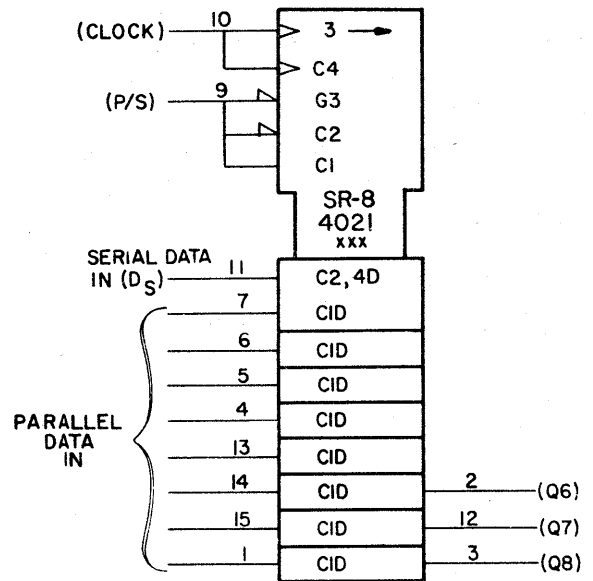 (CLOCK) 10 3
C4
(P/S) 9 G3
C2
C1
SR-8
4021
xxx
SERIAL DATA
IN (DS) 11 C2, 4D
7 C1D
6 C1D
5 C1D
4 C1D
PARALLEL
DATA
IN
13 C1D
14 C1D 2 (Q6)
15 C1D 12 (Q7)
1 C1D 3 (Q8)